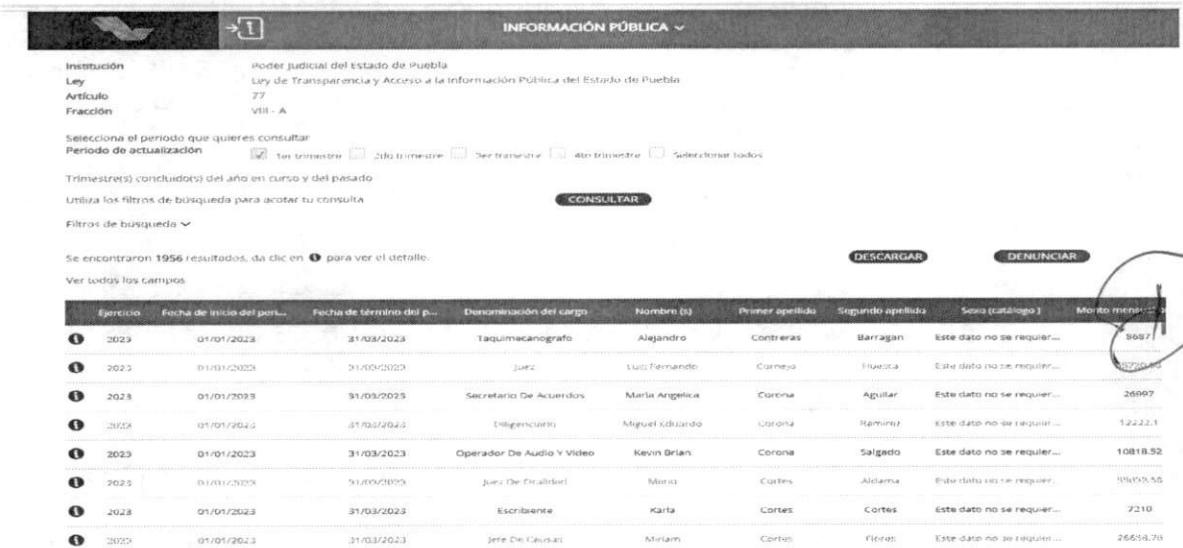 INFORMACIÓN PÚBLICA
Institución Poder Judicial del Estado de Puebla
Ley Ley de Transparencia y Acceso a la Información Pública del Estado de Puebla
Artículo 77
Fracción VIII - A
Selecciona el periodo que quieres consultar
Periodo de actualización 1er trimestre 2do trimestre 3er trimestre 4to trimestre Seleccionar todos
Trimestre(s) concluido(s) del año en curso y del pasado
Utiliza los filtros de búsqueda para acotar tu consulta CONSULTAR
Filtros de búsqueda
Se encontraron 1956 resultados, da clic en i para ver el detalle. DESCARGAR DENUNCIAR
Ver todos los campos
Ejercicio Fecha de inicio del peri... Fecha de término del p... Denominación del cargo Nombre (s) Primer apellido Segundo apellido Sexo (catálogo ) Monto
2023 01/01/2023 31/03/2023 Taquimecanografo Alejandro Contreras Barragan Este dato no se requier... 8687
2023 01/01/2023 31/03/2023 Juez Luis Fernando Cornejo Huesca Este dato no se requier...
2023 01/01/2023 31/03/2023 Secretario De Acuerdos María Angelica Corona Aguilar Este dato no se requier... 26997
2023 01/01/2023 31/03/2023 Diligenciario Miguel Eduardo Corona Ramirez Este dato no se requier... 12222.1
2023 01/01/2023 31/03/2023 Operador De Audio Y Video Kevin Brian Corona Salgado Este dato no se requier... 10818.52
2023 01/01/2023 31/03/2023 Juez De Oralidad Mario Cortes Aldama Este dato no se requier...
2023 01/01/2023 31/03/2023 Escribiente Karla Cortes Cortes Este dato no se requier... 7210
2023 01/01/2023 31/03/2023 Jefe De Causas Miriam Cortes Flores Este dato no se requier...